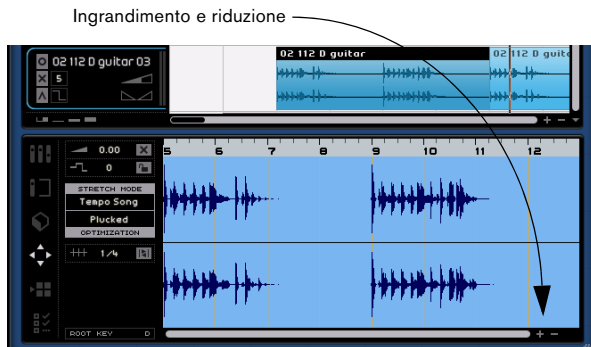 Ingrandimento e riduzione
02 112 D guitar 03
5
02 112 D guitar
02 112 D guita
0.00
0
STRETCH MODE
Tempo Song
Plucked
OPTIMIZATION
1/4
ROOT KEY D
5 6 7 8 9 10 11 12